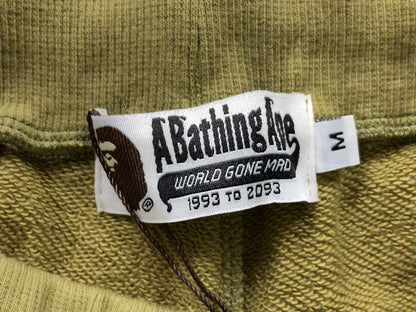 A Bathing Ape
WORLD GONE MAD
1993 TO 2093
®
M